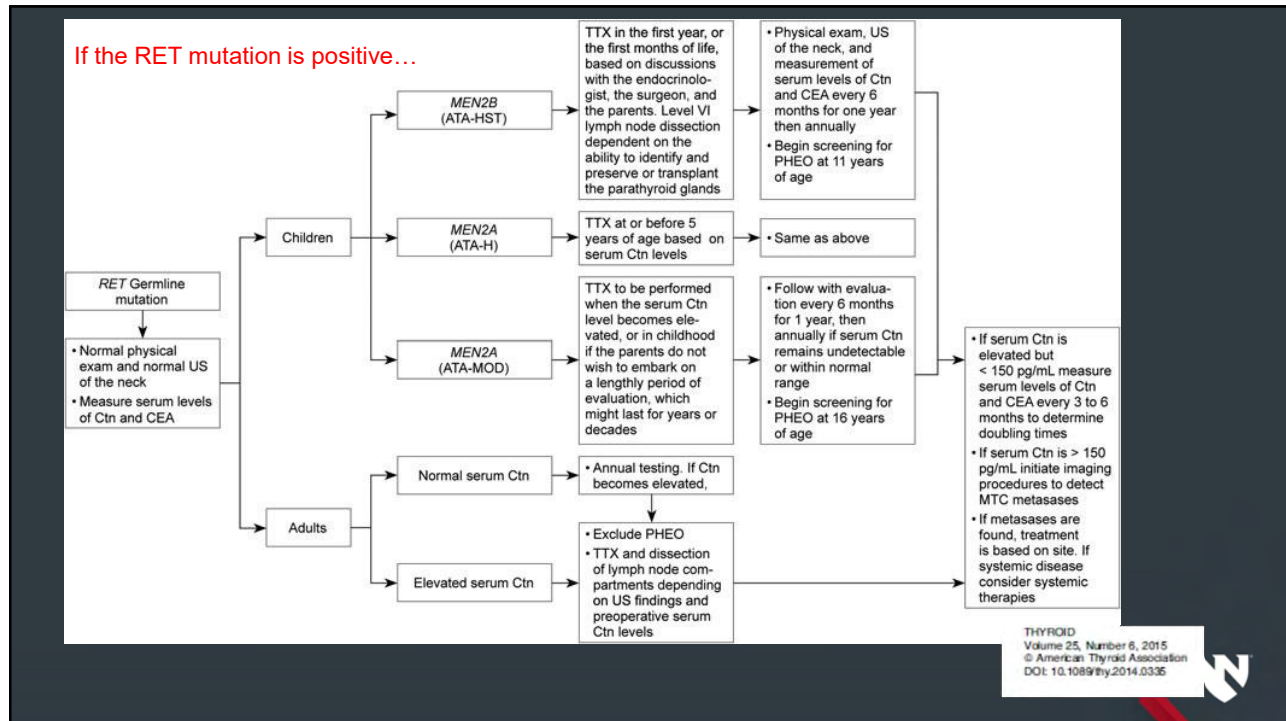 If the RET mutation is positive…
RET Germline
mutation
• Normal physical
exam and normal US
of the neck
• Measure serum levels
of Ctn and CEA
Children
MEN2B
(ATA-HST)
TTX in the first year, or
the first months of life,
based on discussions
with the endocrinolo-
gist, the surgeon, and
the parents. Level VI
lymph node dissection
dependent on the
ability to identify and
preserve or transplant
the parathyroid glands
• Physical exam, US
of the neck, and
measurement of
serum levels of Ctn
and CEA every 6
months for one year
then annually
• Begin screening for
PHEO at 11 years
of age
MEN2A
(ATA-H)
TTX at or before 5
years of age based on
serum Ctn levels
• Same as above
MEN2A
(ATA-MOD)
TTX to be performed
when the serum Ctn
level becomes ele-
vated, or in childhood
if the parents do not
wish to embark on
a lengthly period of
evaluation, which
might last for years or
decades
• Follow with evalua-
tion every 6 months
for 1 year, then
annually if serum Ctn
remains undetectable
or within normal
range
• Begin screening for
PHEO at 16 years
of age
Adults
Normal serum Ctn
• Annual testing. If Ctn
becomes elevated,
Elevated serum Ctn
• Exclude PHEO
• TTX and dissection
of lymph node com-
partments depending
on US findings and
preoperative serum
Ctn levels
• If serum Ctn is
elevated but
< 150 pg/mL measure
serum levels of Ctn
and CEA every 3 to 6
months to determine
doubling times
• If serum Ctn is > 150
pg/mL initiate imaging
procedures to detect
MTC metasases
• If metasases are
found, treatment
is based on site. If
systemic disease
consider systemic
therapies
THYROID
Volume 25, Number 6, 2015
© American Thyroid Association
DOI: 10.1089/thy.2014.0335
N